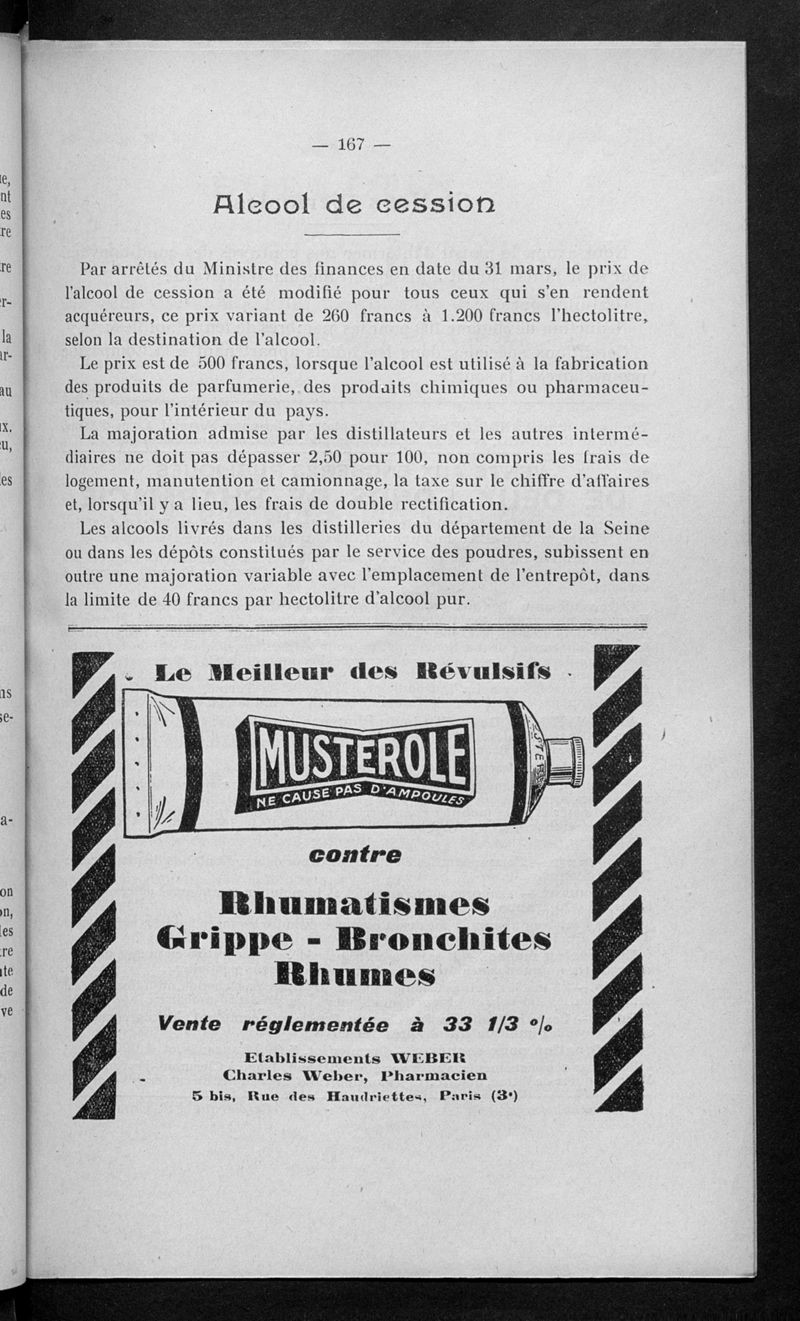 — 167 —
Alcool de cession
Par arrêtés du Ministre des finances en date du 31 mars, le prix de
l'alcool de cession a été modifié pour tous ceux qui s'en rendent
acquéreurs, ce prix variant de 260 francs à 1.200 francs l'hectolitre,
selon la destination de l'alcool.
Le prix est de 500 francs, lorsque l'alcool est utilisé à la fabrication
des produits de parfumerie, des produits chimiques ou pharmaceu-
tiques, pour l'intérieur du pays.
La majoration admise par les distillateurs et les autres intermé-
diaires ne doit pas dépasser 2,50 pour 100, non compris les frais de
logement, manutention et camionnage, la taxe sur le chiffre d'affaires
et, lorsqu'il y a lieu, les frais de double rectification.
Les alcools livrés dans les distilleries du département de la Seine
ou dans les dépôts constitués par le service des poudres, subissent en
outre une majoration variable avec l'emplacement de l'entrepôt, dans
la limite de 40 francs par hectolitre d'alcool pur.
Le Meilleur des Révulsifs
MUSTEROLE
NE CAUSE PAS D'AMPOULES
contre
Rhumatismes
Grippe - Bronchites
Rhumes
Vente réglementée à 33 1/3 %
Etablissements WEBER
Charles Weber, Pharmacien
5 bis, Rue des Haudriettes, Paris (3ᵉ)